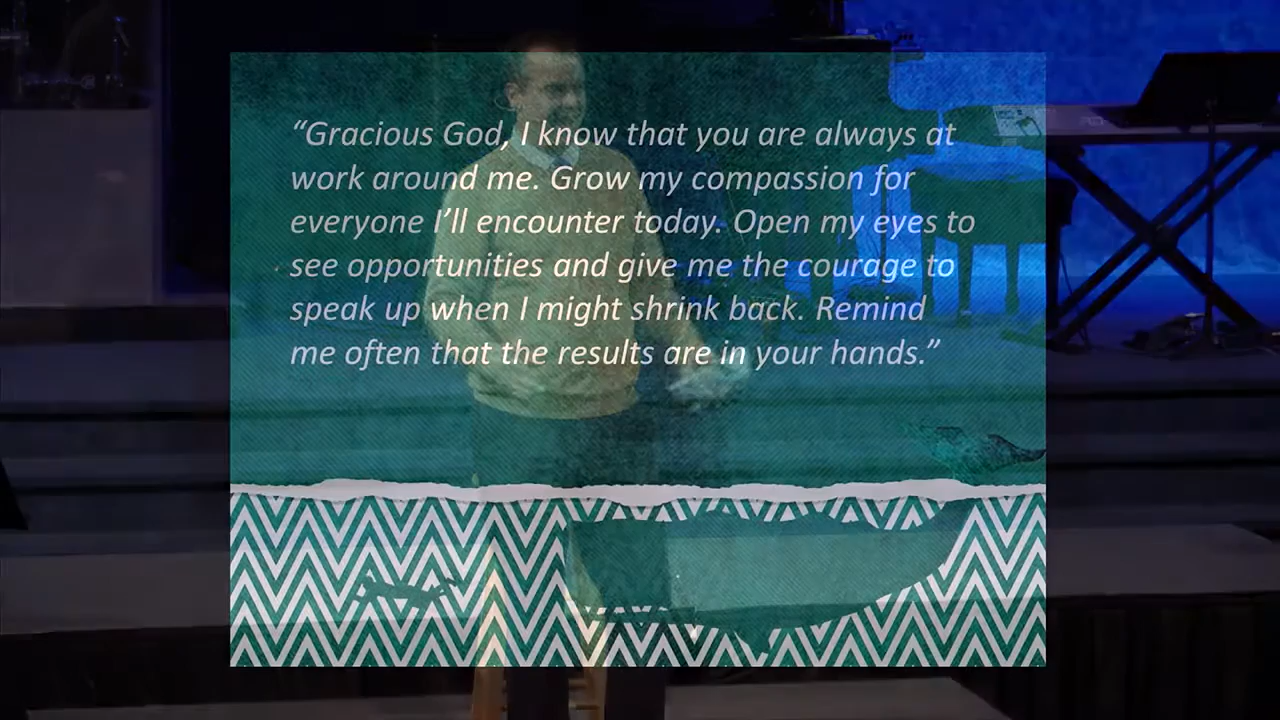 “Gracious God, I know that you are always at
work around me. Grow my compassion for
everyone I’ll encounter today. Open my eyes to
see opportunities and give me the courage to
speak up when I might shrink back. Remind
me often that the results are in your hands.”